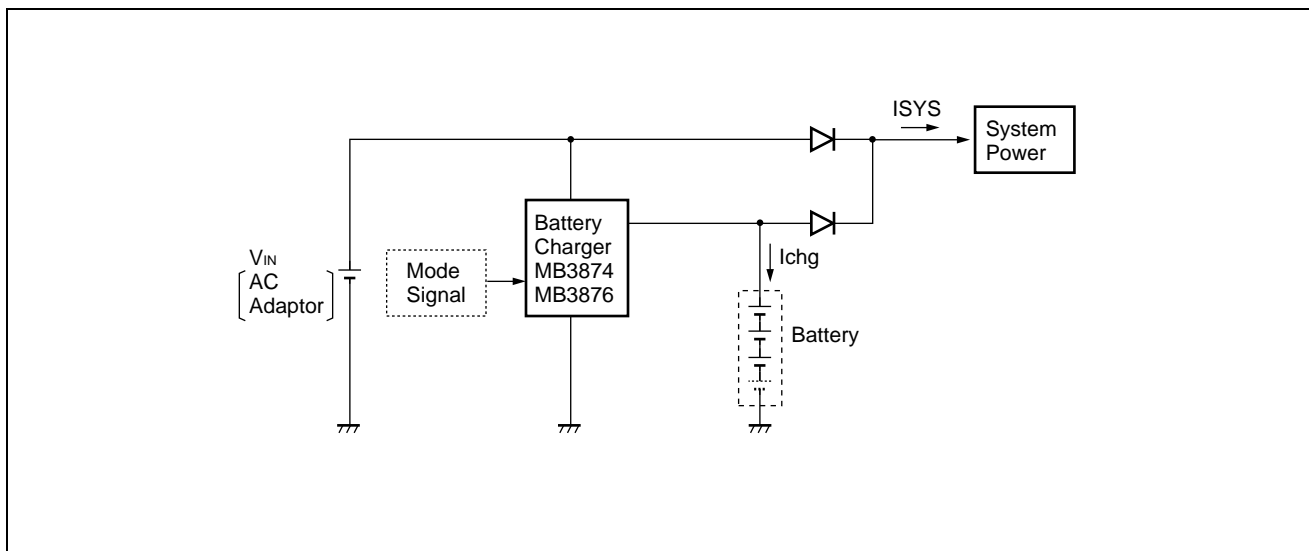 ISYS
System
Power
Battery
Charger
MB3874
MB3876
Ichg
VIN
AC
Adaptor
Mode
Signal
Battery